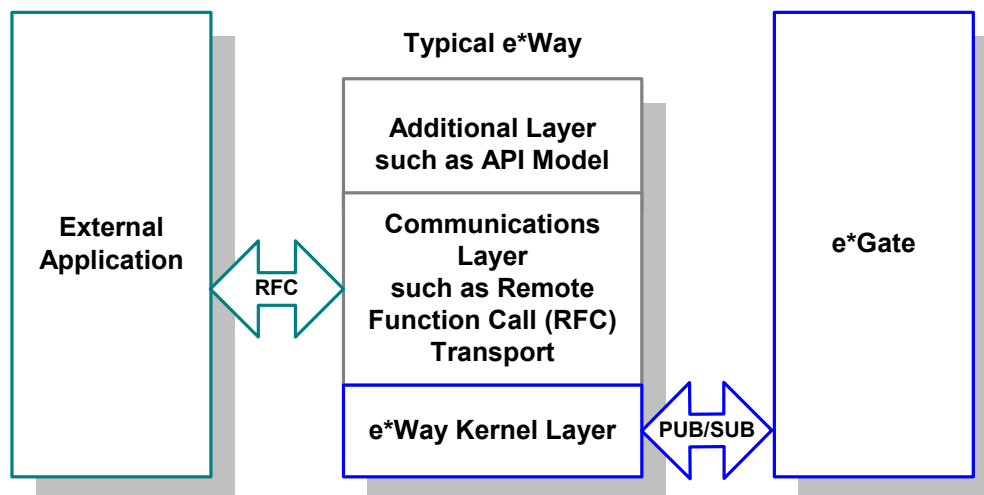 Typical e*Way
Additional Layer
such as API Model
External
Application
RFC
Communications
Layer
such as Remote
Function Call (RFC)
Transport
e*Way Kernel Layer
PUB/SUB
e*Gate